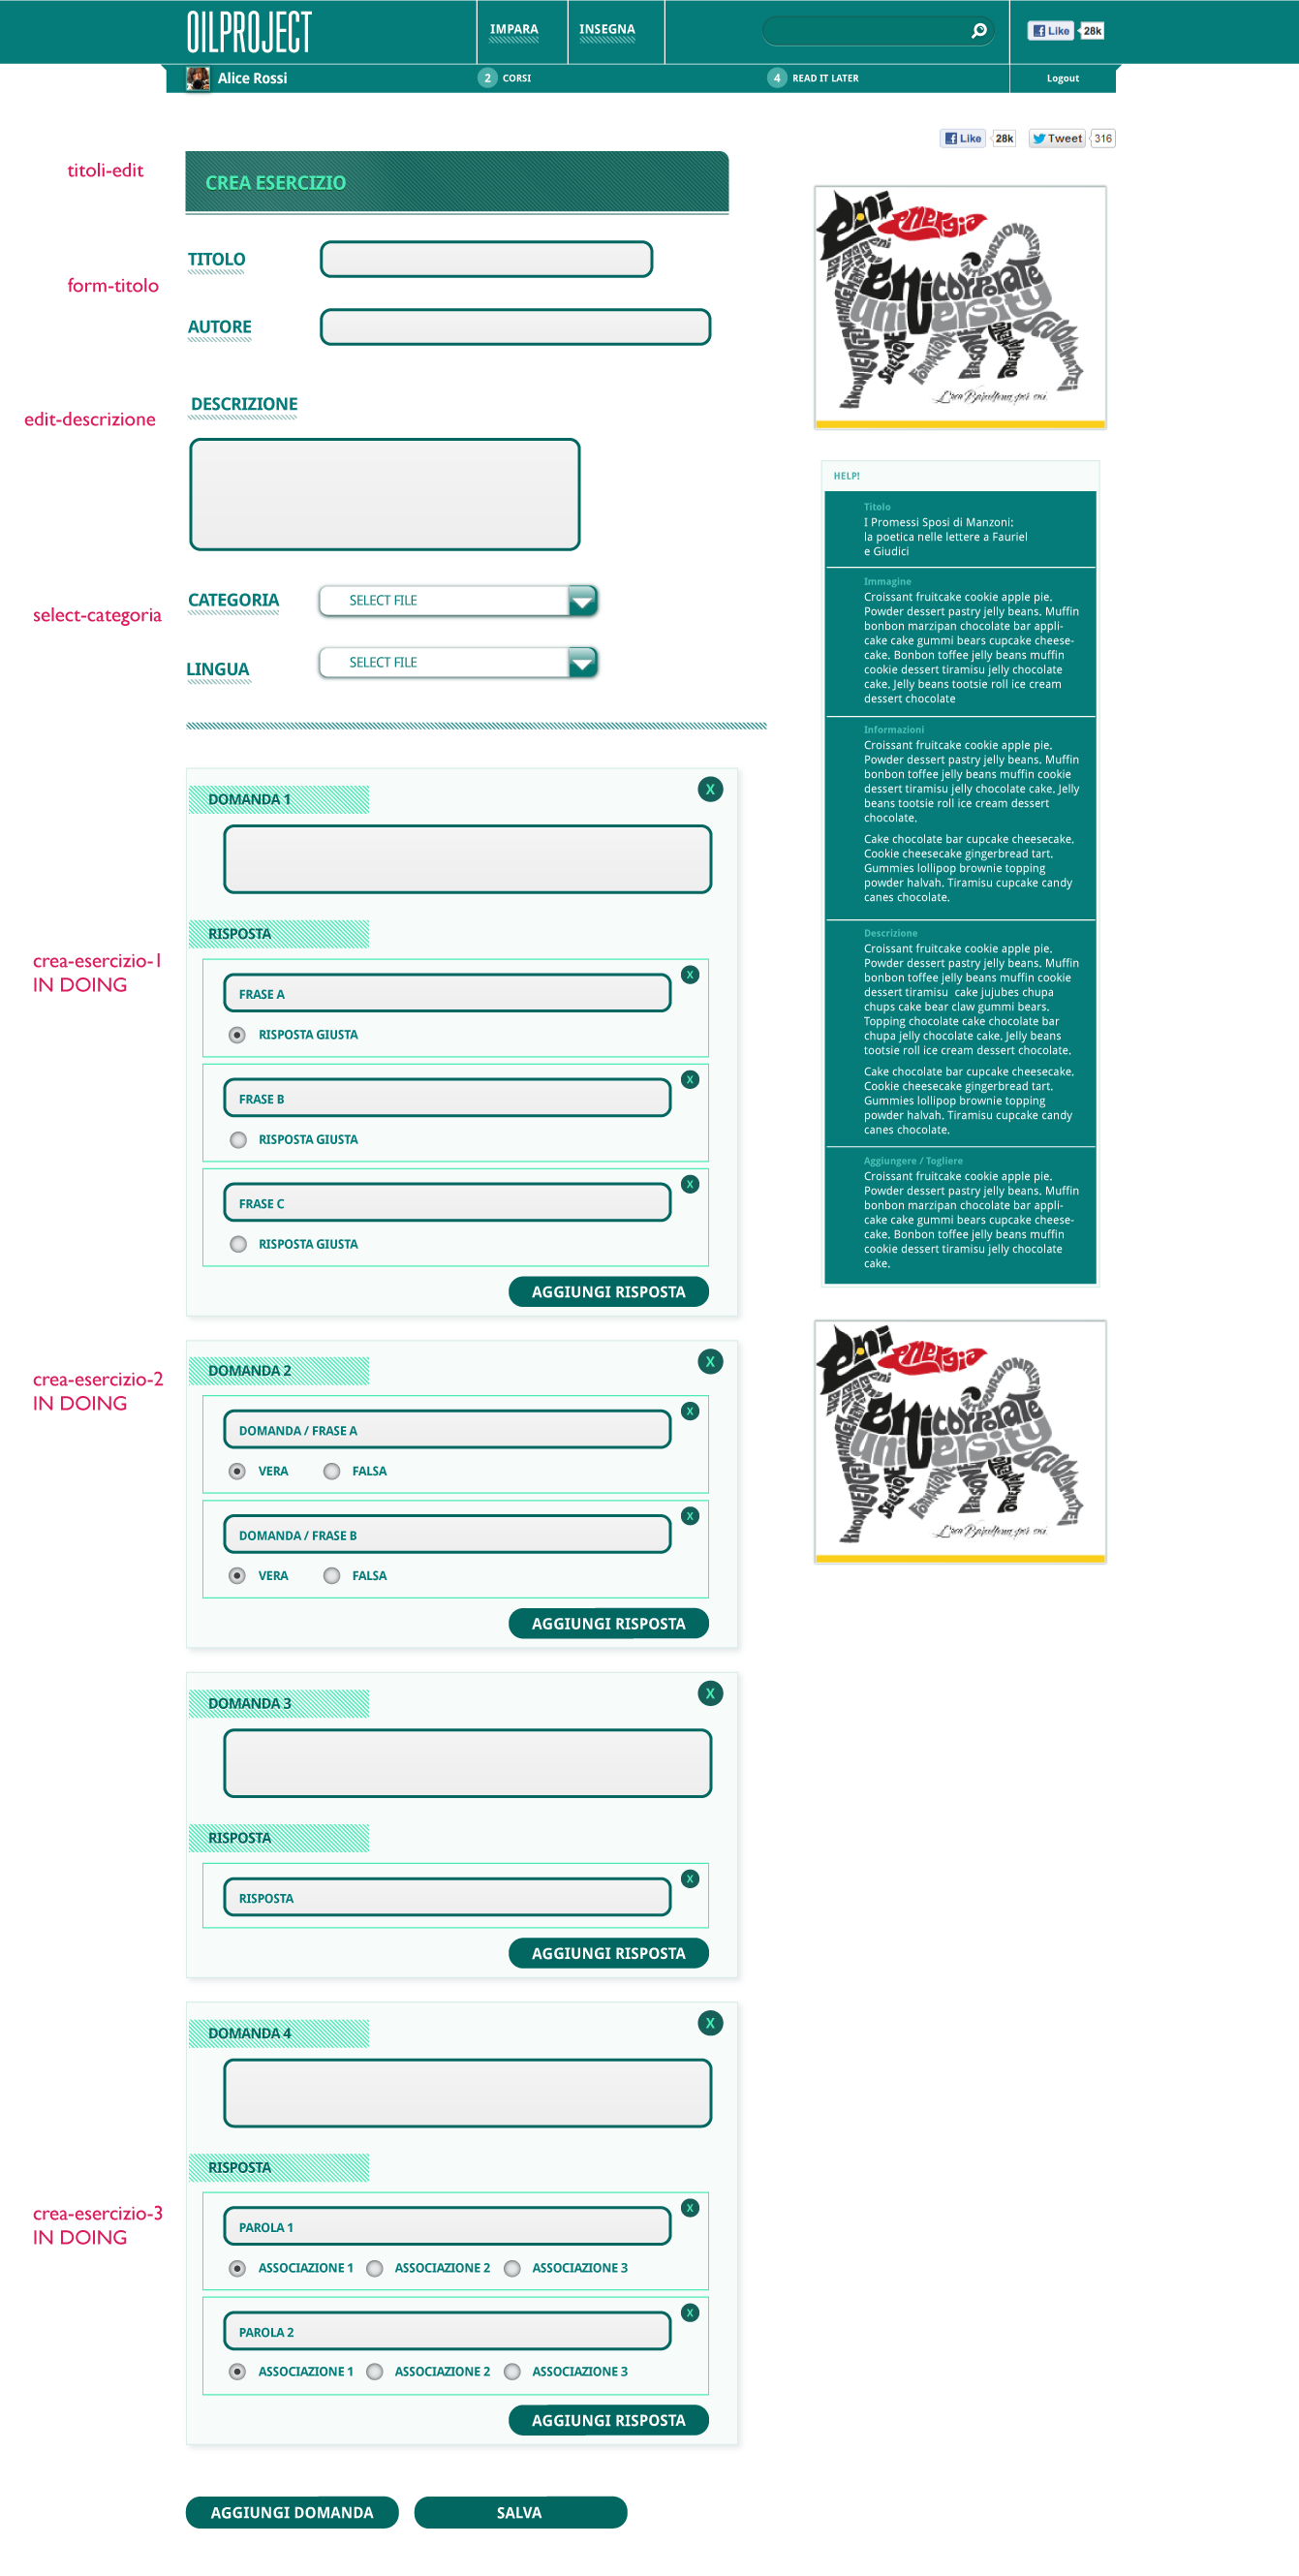 OILPROJECT
IMPARA
INSEGNA
Like
28k
Alice Rossi
2 CORSI
4 READ IT LATER
Logout
Like
28k
Tweet
316
titoli-edit
CREA ESERCIZIO
TITOLO
form-titolo
AUTORE
DESCRIZIONE
edit-descrizione
CATEGORIA
SELECT FILE
select-categoria
LINGUA
SELECT FILE
DOMANDA 1
X
RISPOSTA
crea-esercizio-1
IN DOING
X
FRASE A
RISPOSTA GIUSTA
X
FRASE B
RISPOSTA GIUSTA
X
FRASE C
RISPOSTA GIUSTA
AGGIUNGI RISPOSTA
crea-esercizio-2
IN DOING
DOMANDA 2
X
X
DOMANDA / FRASE A
VERA
FALSA
X
DOMANDA / FRASE B
VERA
FALSA
AGGIUNGI RISPOSTA
DOMANDA 3
X
RISPOSTA
X
RISPOSTA
AGGIUNGI RISPOSTA
DOMANDA 4
X
RISPOSTA
crea-esercizio-3
IN DOING
X
PAROLA 1
ASSOCIAZIONE 1
ASSOCIAZIONE 2
ASSOCIAZIONE 3
X
PAROLA 2
ASSOCIAZIONE 1
ASSOCIAZIONE 2
ASSOCIAZIONE 3
AGGIUNGI RISPOSTA
AGGIUNGI DOMANDA
SALVA
eni energia
eni corporate
university
HELP!
Titolo
I Promessi Sposi di Manzoni:
la poetica nelle lettere a Fauriel
e Giudici
Immagine
Croissant fruitcake cookie apple pie.
Powder dessert pastry jelly beans. Muffin
bonbon marzipan chocolate bar appli-
cake cake gummi bears cupcake cheese-
cake. Bonbon toffee jelly beans muffin
cookie dessert tiramisu jelly chocolate
cake. Jelly beans tootsie roll ice cream
dessert chocolate
Informazioni
Croissant fruitcake cookie apple pie.
Powder dessert pastry jelly beans. Muffin
bonbon toffee jelly beans muffin cookie
dessert tiramisu jelly chocolate cake. Jelly
beans tootsie roll ice cream dessert
chocolate.
Cake chocolate bar cupcake cheesecake.
Cookie cheesecake gingerbread tart.
Gummies lollipop brownie topping
powder halvah. Tiramisu cupcake candy
canes chocolate.
Descrizione
Croissant fruitcake cookie apple pie.
Powder dessert pastry jelly beans. Muffin
bonbon toffee jelly beans muffin cookie
dessert tiramisu cake jujubes chupa
chups cake bear claw gummi bears.
Topping chocolate cake chocolate bar
chupa jelly chocolate cake. Jelly beans
tootsie roll ice cream dessert chocolate.
Cake chocolate bar cupcake cheesecake.
Cookie cheesecake gingerbread tart.
Gummies lollipop brownie topping
powder halvah. Tiramisu cupcake candy
canes chocolate.
Aggiungere / Togliere
Croissant fruitcake cookie apple pie.
Powder dessert pastry jelly beans. Muffin
bonbon marzipan chocolate bar appli-
cake cake gummi bears cupcake cheese-
cake. Bonbon toffee jelly beans muffin
cookie dessert tiramisu jelly chocolate
cake.
eni energia
eni corporate
university